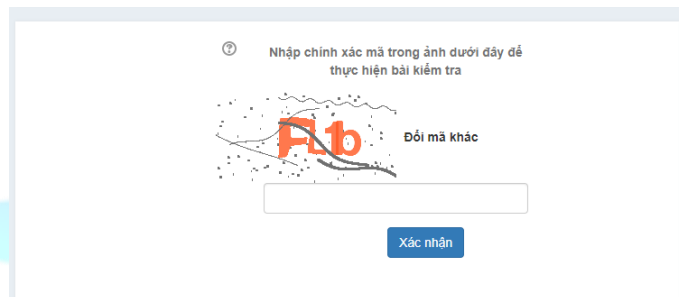 Nhập chính xác mã trong ảnh dưới đây để
thực hiện bài kiểm tra
Đổi mã khác
Xác nhận